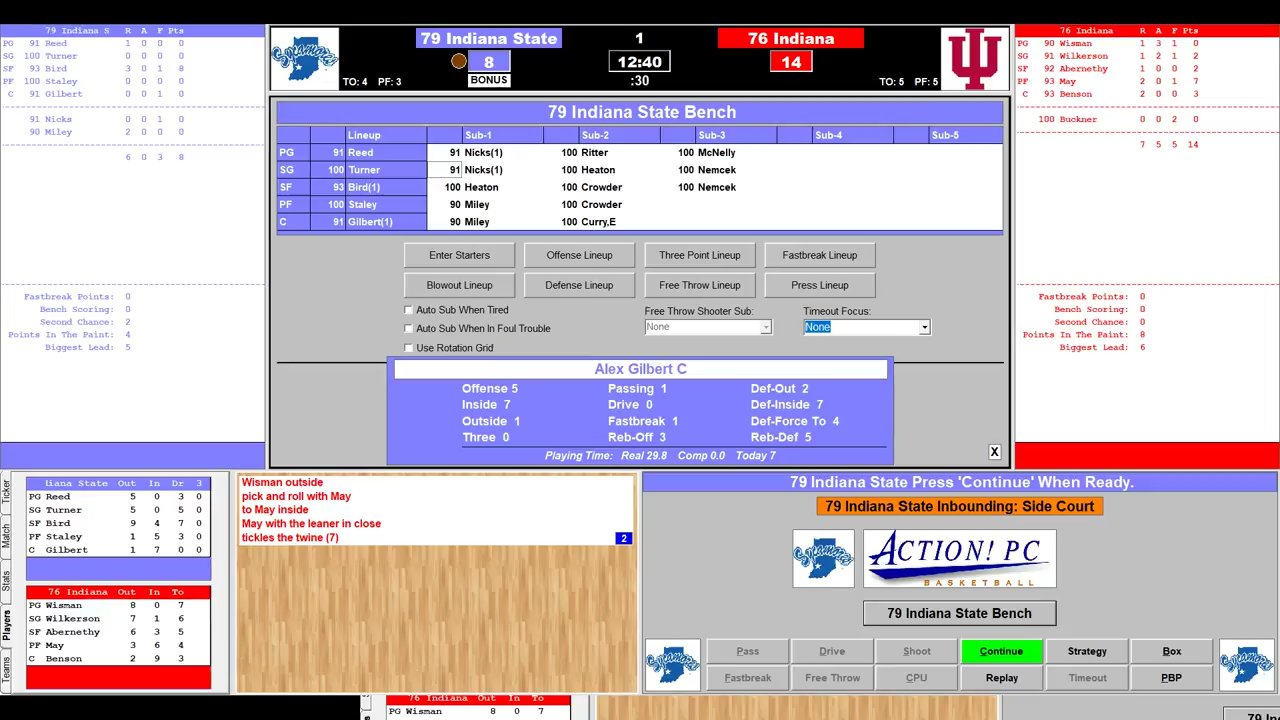 79 Indiana S R A F Pts
PG 91 Reed 1 0 0 0
SG 100 Turner 0 0 0 0
SF 93 Bird 3 0 1 8
PF 100 Staley 0 0 0 0
C 91 Gilbert 0 0 1 0
91 Nicks 0 0 1 0
90 Miley 2 0 0 0
6 0 3 8
Fastbreak Points: 0
Bench Scoring: 0
Second Chance: 2
Points In The Paint: 4
Biggest Lead: 5
Sycamores
79 Indiana State
8
BONUS
TO: 4 PF: 3
1
12:40
:30
76 Indiana
14
TO: 5 PF: 5
76 Indiana R A F Pts
PG 90 Wisman 1 3 1 0
SG 91 Wilkerson 1 2 1 2
SF 92 Abernethy 1 0 0 2
PF 93 May 2 0 1 7
C 93 Benson 2 0 0 3
100 Buckner 0 0 2 0
7 5 5 14
Fastbreak Points: 0
Bench Scoring: 0
Second Chance: 0
Points In The Paint: 8
Biggest Lead: 6
79 Indiana State Bench
Lineup Sub-1 Sub-2 Sub-3 Sub-4 Sub-5
PG 91 Reed 91 Nicks(1) 100 Ritter 100 McNelly
SG 100 Turner 91 Nicks(1) 100 Heaton 100 Nemcek
SF 93 Bird(1) 100 Heaton 100 Crowder 100 Nemcek
PF 100 Staley 90 Miley 100 Crowder
C 91 Gilbert(1) 90 Miley 100 Curry,E
Enter Starters Offense Lineup Three Point Lineup Fastbreak Lineup
Blowout Lineup Defense Lineup Free Throw Lineup Press Lineup
Auto Sub When Tired
Auto Sub When In Foul Trouble
Use Rotation Grid
Free Throw Shooter Sub:
None
Timeout Focus:
None
Alex Gilbert C
Offense 5 Passing 1 Def-Out 2
Inside 7 Drive 0 Def-Inside 7
Outside 1 Fastbreak 1 Def-Force To 4
Three 0 Reb-Off 3 Reb-Def 5
Playing Time: Real 29.8 Comp 0.0 Today 7
X
Ticker
Match
Stats
Players
Teams
iana State Out In Dr 3
PG Reed 5 0 3 0
SG Turner 5 0 5 0
SF Bird 9 4 7 0
PF Staley 1 5 3 0
C Gilbert 1 7 0 0
76 Indiana Out In To
PG Wisman 8 0 7
SG Wilkerson 7 1 6
SF Abernethy 6 3 5
PF May 3 6 4
C Benson 2 9 3
Wisman outside
pick and roll with May
to May inside
May with the leaner in close
tickles the twine (7)
2
79 Indiana State Press 'Continue' When Ready.
79 Indiana State Inbounding: Side Court
Sycamores
ACTION! PC
BASKETBALL
79 Indiana State Bench
Sycamores
Pass Drive Shoot Continue Strategy Box
Fastbreak Free Throw CPU Replay Timeout PBP
Sycamores
76 Indiana Out In To
PG Wisman 8 0 7
79 In